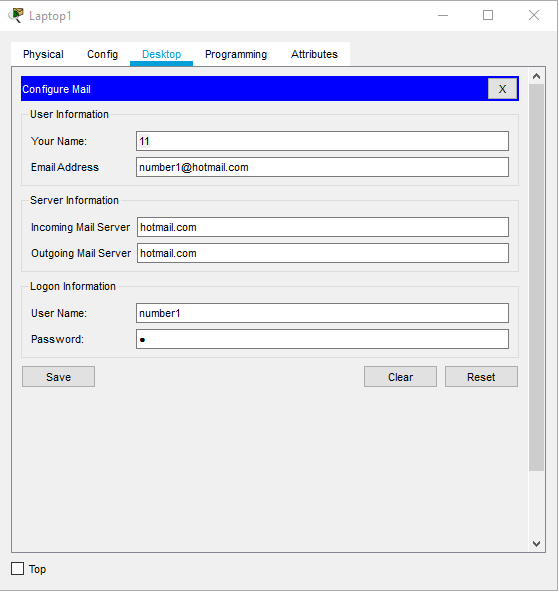 Laptop1
Physical Config Desktop Programming Attributes
Configure Mail X
User Information
Your Name: 11
Email Address number1@hotmail.com
Server Information
Incoming Mail Server hotmail.com
Outgoing Mail Server hotmail.com
Logon Information
User Name: number1
Password: ●
Save Clear Reset
Top